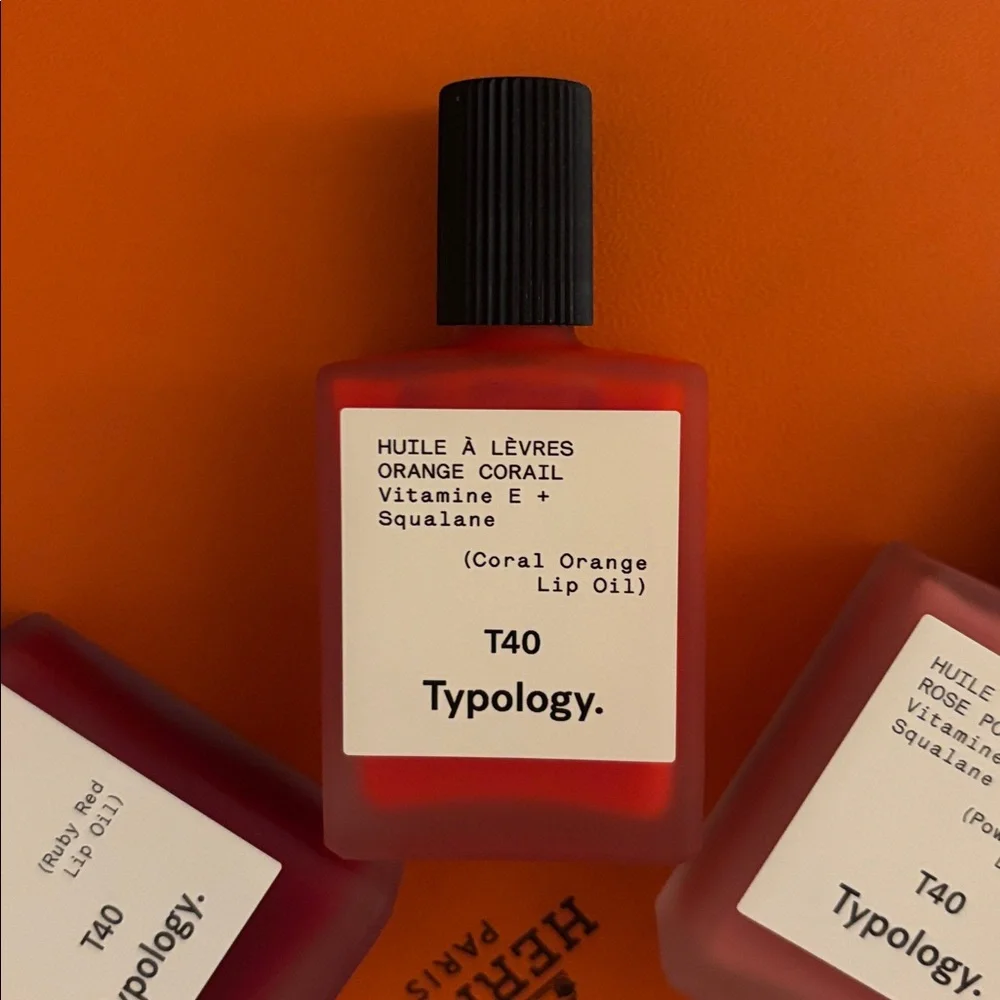 HUILE À LÈVRES
ORANGE CORAIL
Vitamine E +
Squalane
(Coral Orange
Lip Oil)
T40
Typology.
(Ruby Red
Lip Oil)
T40
ypology.
HUILE
ROSE PO
Vitamine
Squalane
(Pow
L
T40
Typology.
HER
PARIS